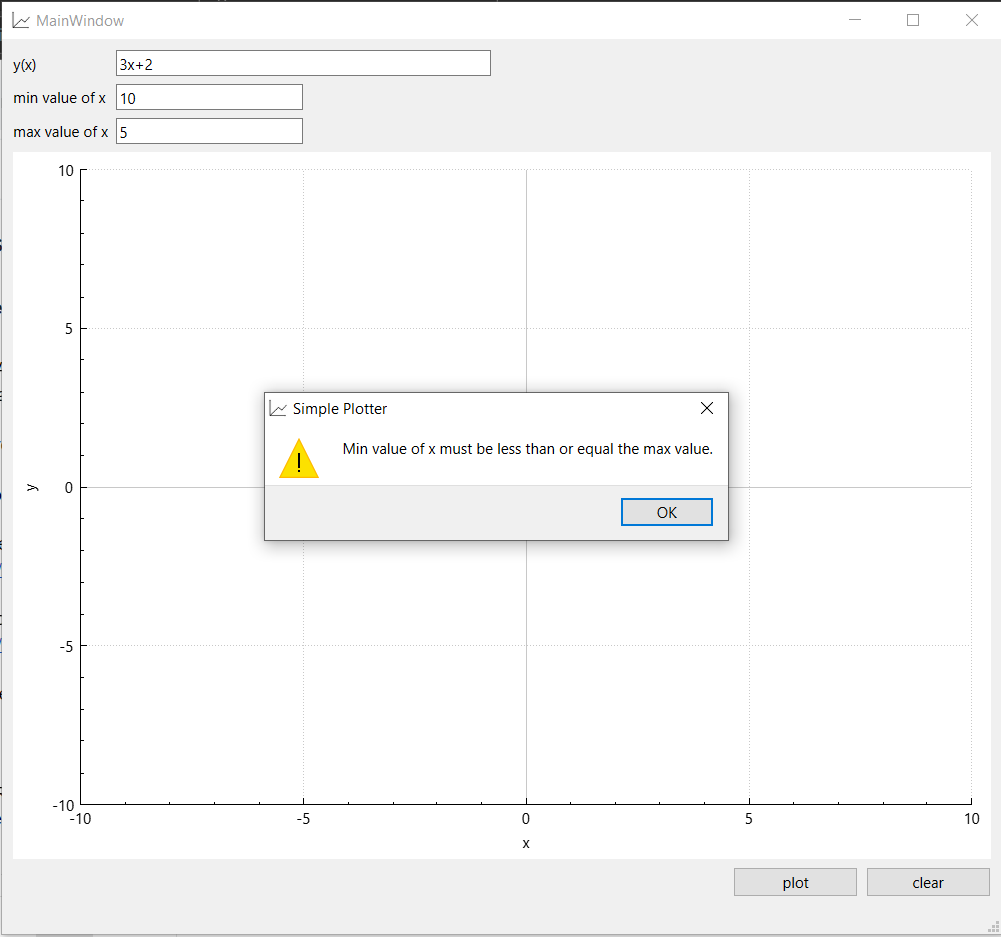 MainWindow
y(x) 3x+2
min value of x 10
max value of x 5
10
5
Simple Plotter
Min value of x must be less than or equal the max value.
y
0
OK
-5
-10
-10 -5 0 5 10
x
plot clear